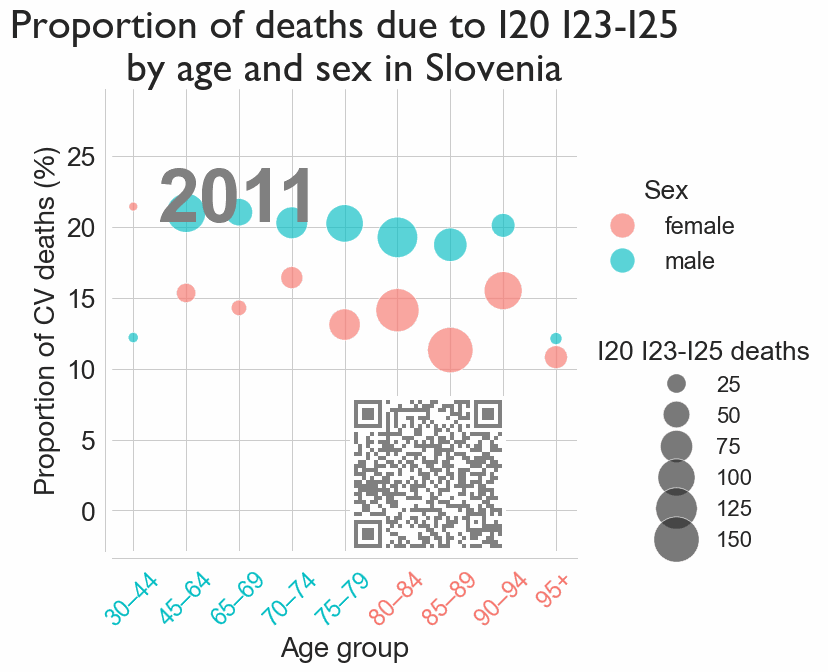 Proportion of deaths due to I20 I23-I25
by age and sex in Slovenia
2011
Proportion of CV deaths (%)
25
20
15
10
5
0
30–44
45–64
65–69
70–74
75–79
80–84
85–89
90–94
95+
Age group
Sex
female
male
I20 I23-I25 deaths
25
50
75
100
125
150